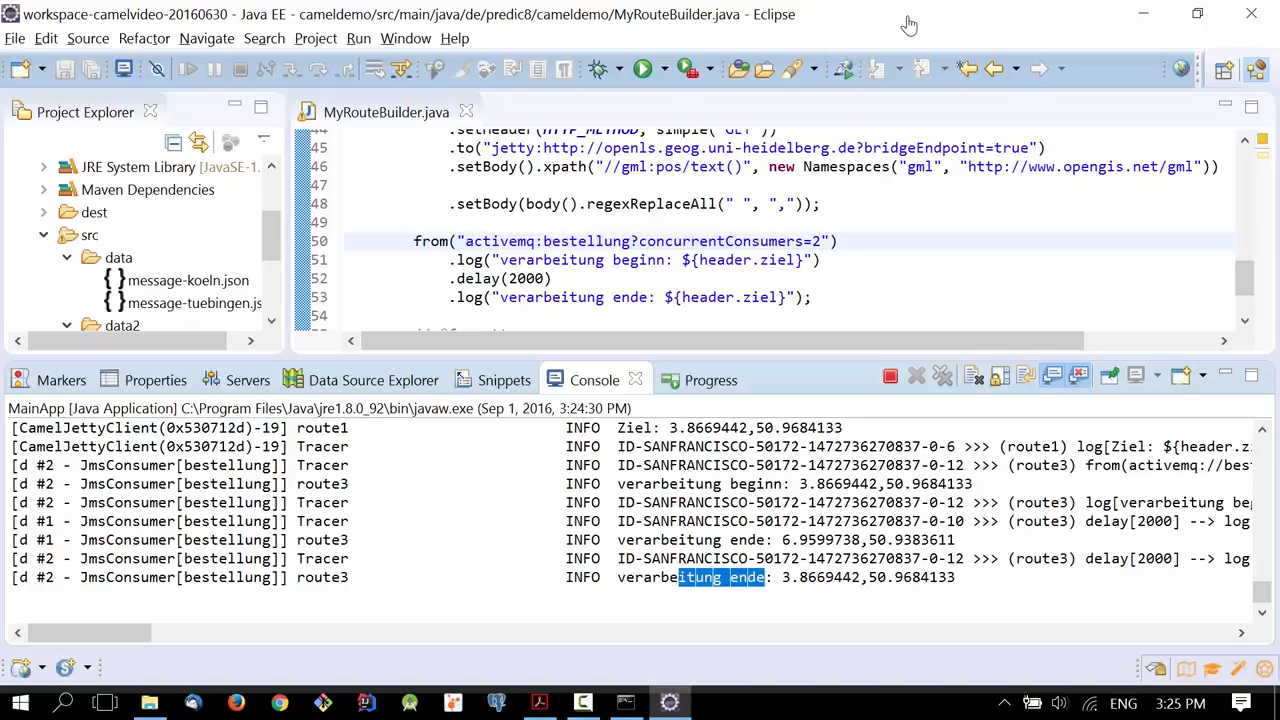 workspace-camelvideo-20160630 - Java EE - cameldemo/src/main/java/de/predic8/cameldemo/MyRouteBuilder.java - Eclipse
File Edit Source Refactor Navigate Search Project Run Window Help
Project Explorer
MyRouteBuilder.java
JRE System Library [JavaSE-1.
Maven Dependencies
dest
src
data
message-koeln.json
message-tuebingen.js
data2
44 .setHeader(HTTP_METHOD, simple("GET"))
45 .to("jetty:http://openls.geog.uni-heidelberg.de?bridgeEndpoint=true")
46 .setBody().xpath("//gml:pos/text()", new Namespaces("gml", "http://www.opengis.net/gml"))
47
48 .setBody(body().regexReplaceAll(" ", ","));
49
50 from("activemq:bestellung?concurrentConsumers=2")
51 .log("verarbeitung beginn: ${header.ziel}")
52 .delay(2000)
53 .log("verarbeitung ende: ${header.ziel}");
54
Markers Properties Servers Data Source Explorer Snippets Console Progress
MainApp [Java Application] C:\Program Files\Java\jre1.8.0_92\bin\javaw.exe (Sep 1, 2016, 3:24:30 PM)
[CamelJettyClient(0x530712d)-19] route1 INFO Ziel: 3.8669442,50.9684133
[CamelJettyClient(0x530712d)-19] Tracer INFO ID-SANFRANCISCO-50172-1472736270837-0-6 >>> (route1) log[Ziel: ${header.zi
[d #2 - JmsConsumer[bestellung]] Tracer INFO ID-SANFRANCISCO-50172-1472736270837-0-12 >>> (route3) from(activemq://bes
[d #2 - JmsConsumer[bestellung]] route3 INFO verarbeitung beginn: 3.8669442,50.9684133
[d #2 - JmsConsumer[bestellung]] Tracer INFO ID-SANFRANCISCO-50172-1472736270837-0-12 >>> (route3) log[verarbeitung beg
[d #1 - JmsConsumer[bestellung]] Tracer INFO ID-SANFRANCISCO-50172-1472736270837-0-10 >>> (route3) delay[2000] --> log
[d #1 - JmsConsumer[bestellung]] route3 INFO verarbeitung ende: 6.9599738,50.9383611
[d #2 - JmsConsumer[bestellung]] Tracer INFO ID-SANFRANCISCO-50172-1472736270837-0-12 >>> (route3) delay[2000] --> log
[d #2 - JmsConsumer[bestellung]] route3 INFO verarbeitung ende: 3.8669442,50.9684133
ENG 3:25 PM